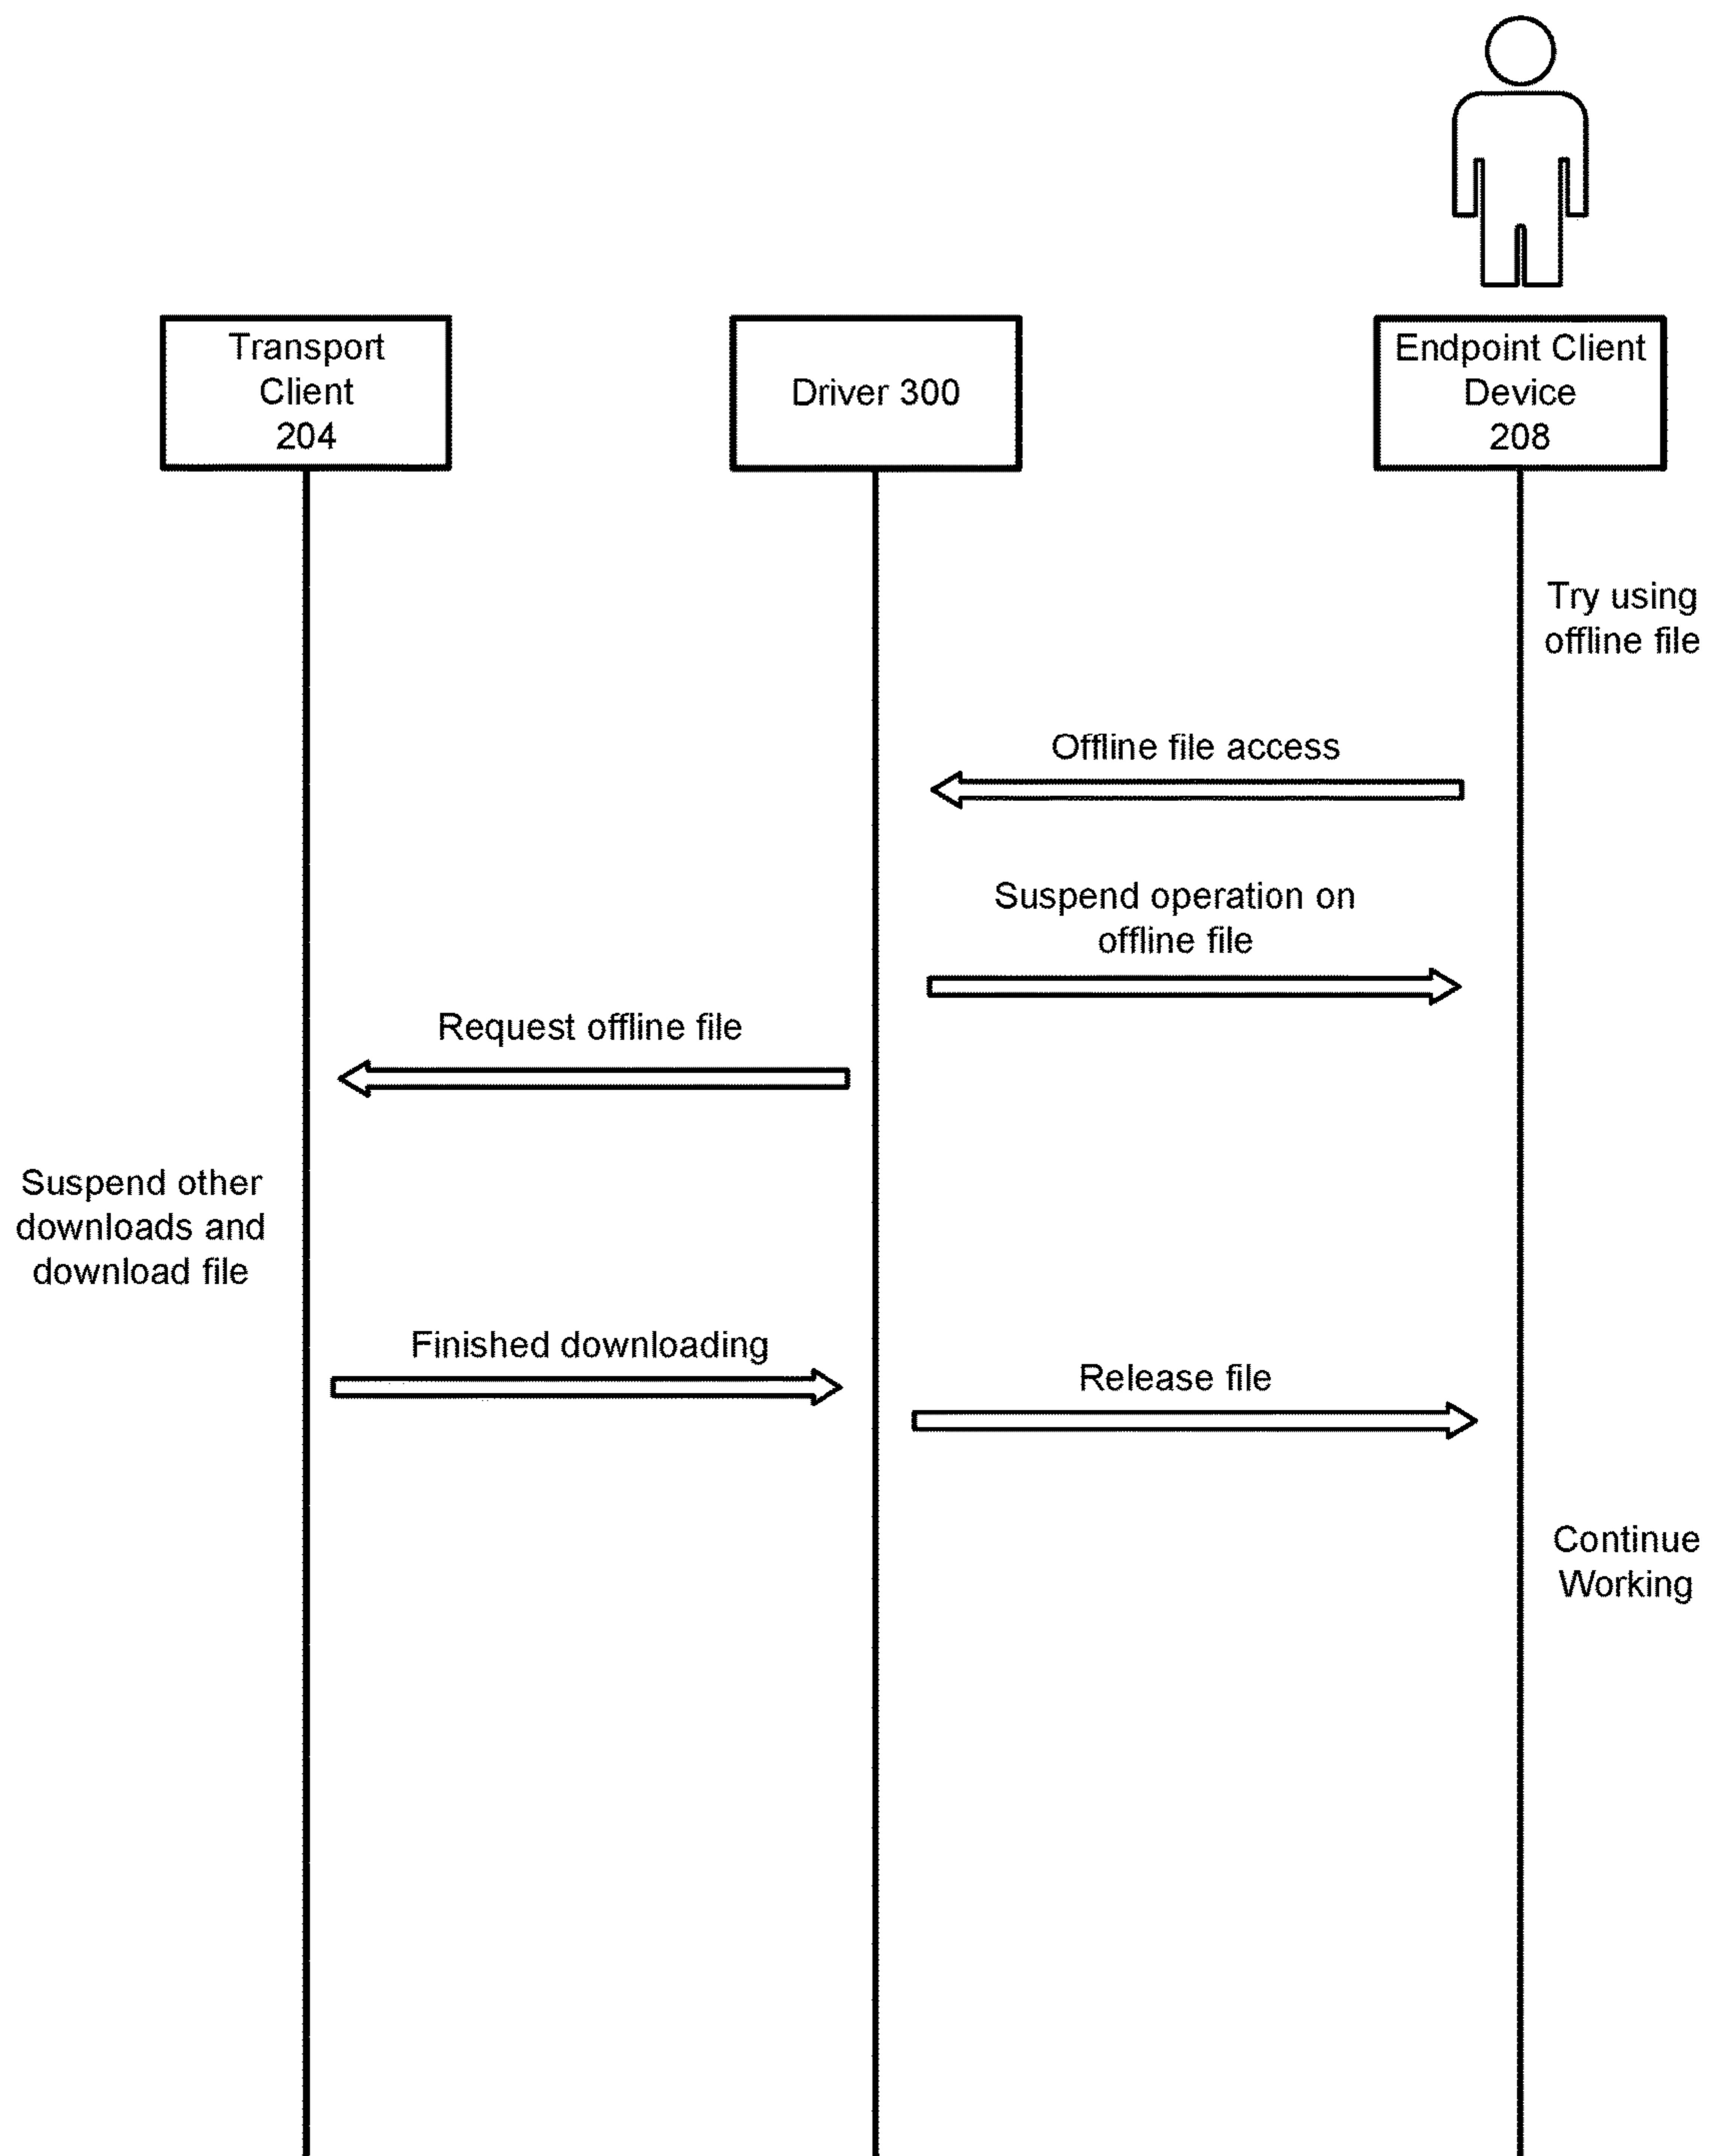 Transport
Client
204
Driver 300
Endpoint Client
Device
208
Try using
offline file
Offline file access
Suspend operation on
offline file
Request offline file
Suspend other
downloads and
download file
Finished downloading
Release file
Continue
Working